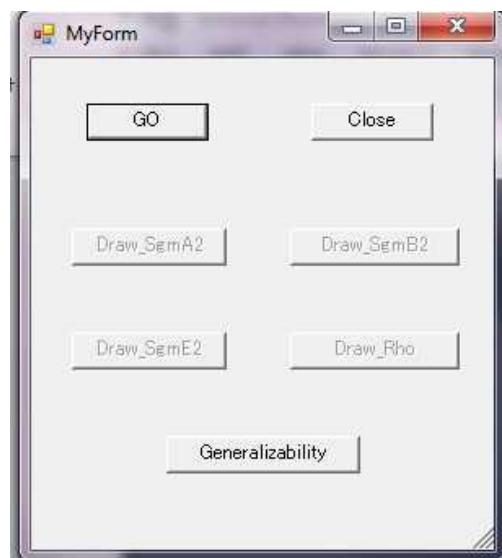 MyForm
GO Close
Draw_SgmA2 Draw_SgmB2
Draw_SgmE2 Draw_Rho
Generalizability